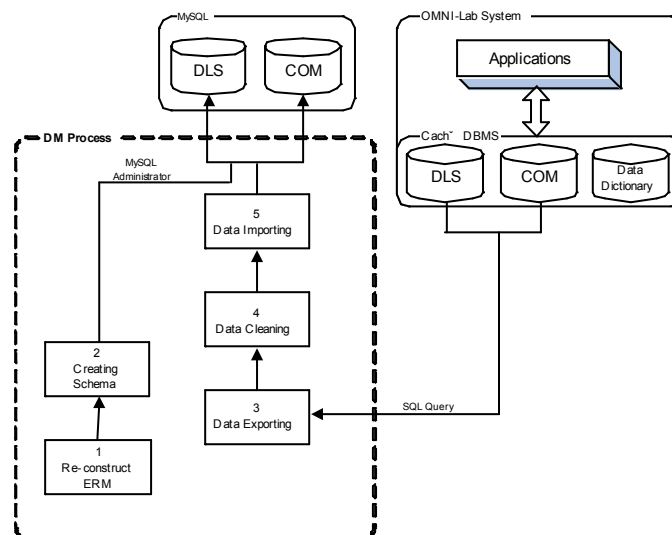 MySQL
DLS
COM
OMNI-Lab System
Applications
Cach˘ DBMS
DLS
COM
Data
Dictionary
DM Process
MySQL
Administrator
5
Data Importing
4
Data Cleaning
2
Creating
Schema
3
Data Exporting
SQL Query
1
Re-construct
ERM